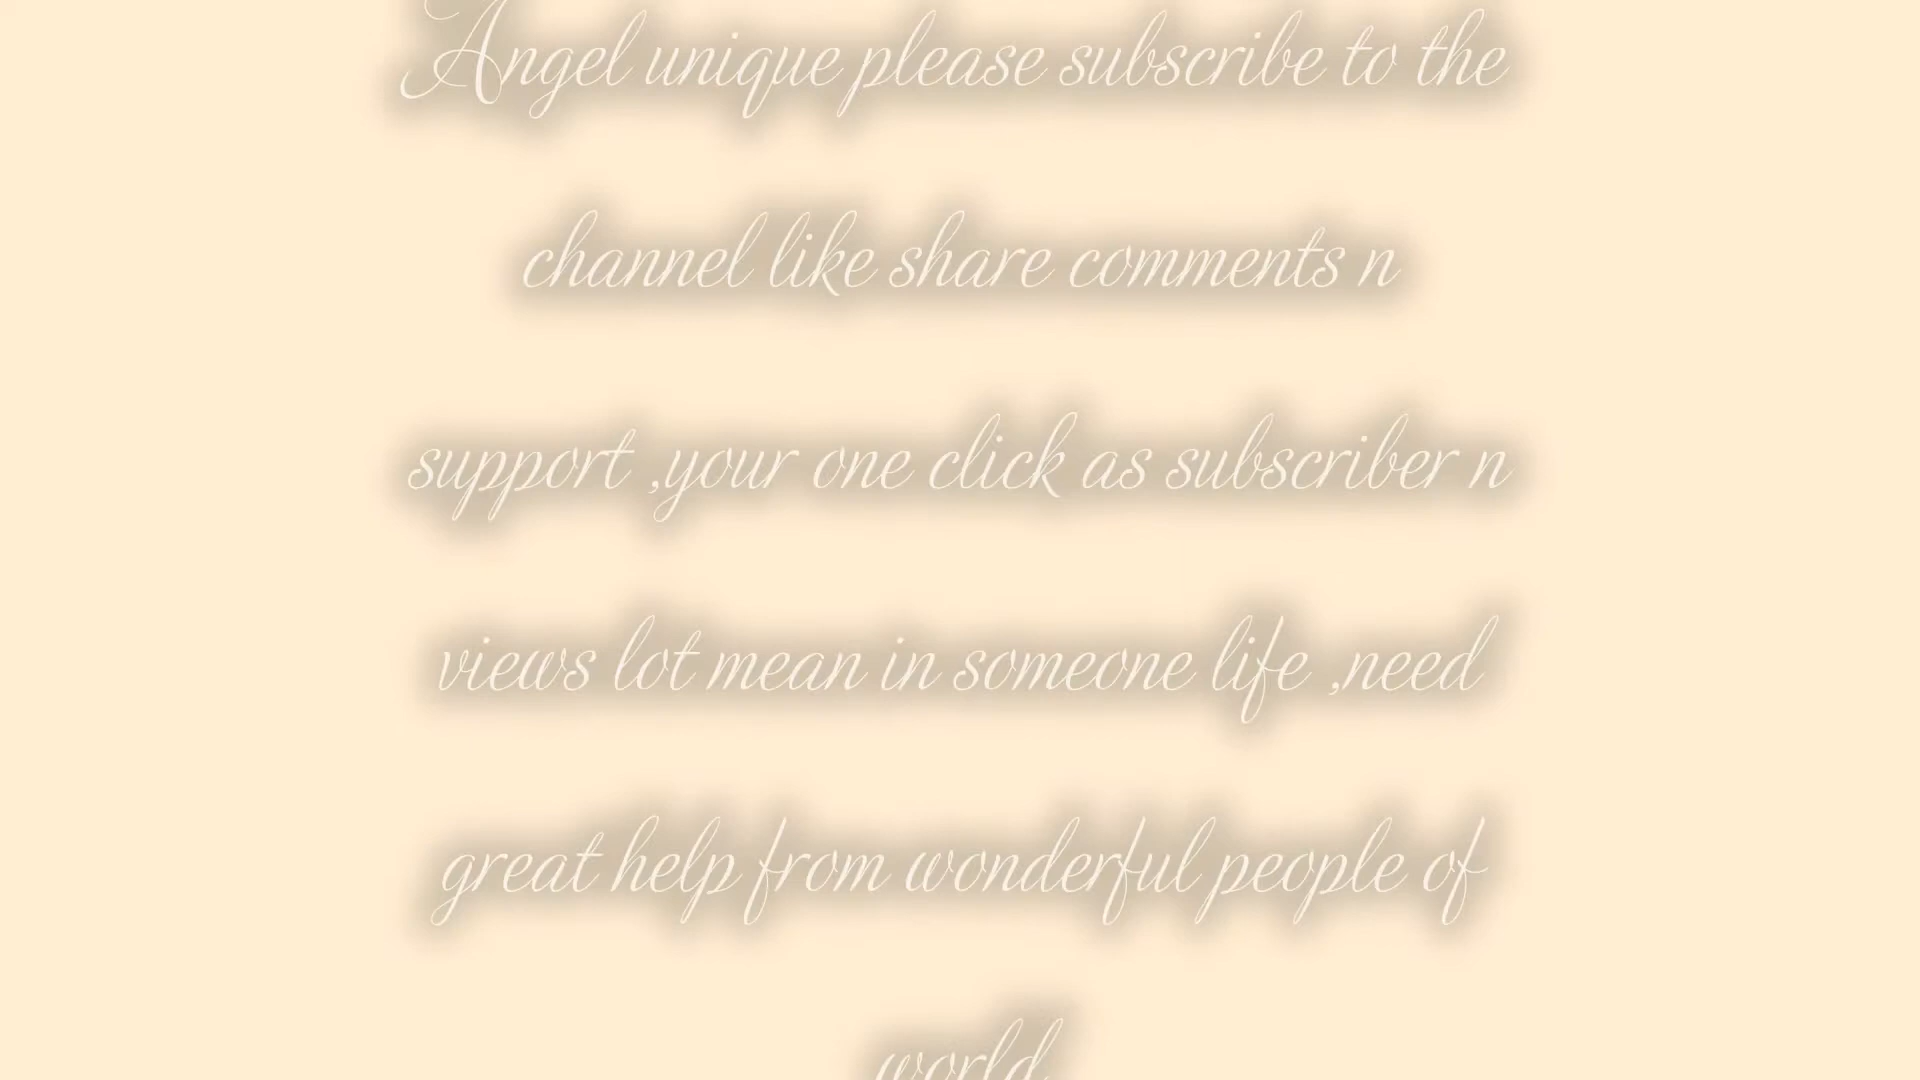 Angel unique please subscribe to the
channel like share comments n
support ,your one click as subscriber n
views lot mean in someone life ,need
great help from wonderful people of
world.